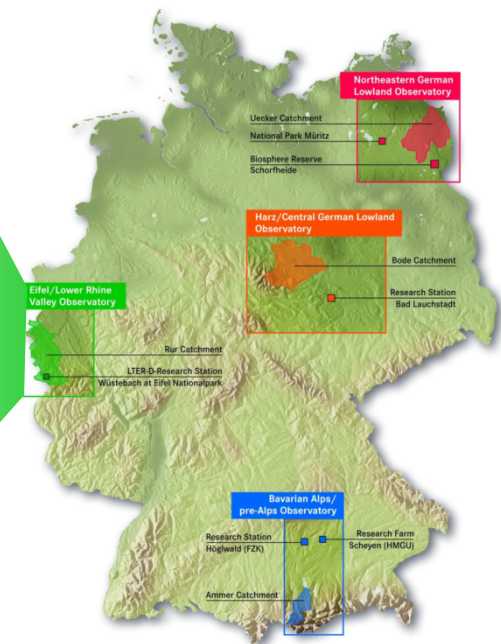 Northeastern German
Lowland Observatory
Uecker Catchment
National Park Müritz
Biosphere Reserve
Schorfheide
Harz/Central German Lowland
Observatory
Bode Catchment
Research Station
Bad Lauchstadt
Eifel/Lower Rhine
Valley Observatory
Rur Catchment
LTER-D-Research Station
Wüstebach at Eifel Nationalpark
Bavarian Alps/
pre-Alps Observatory
Research Station
Höglwald (FZK)
Research Farm
Scheyen (HMGU)
Ammer Catchment